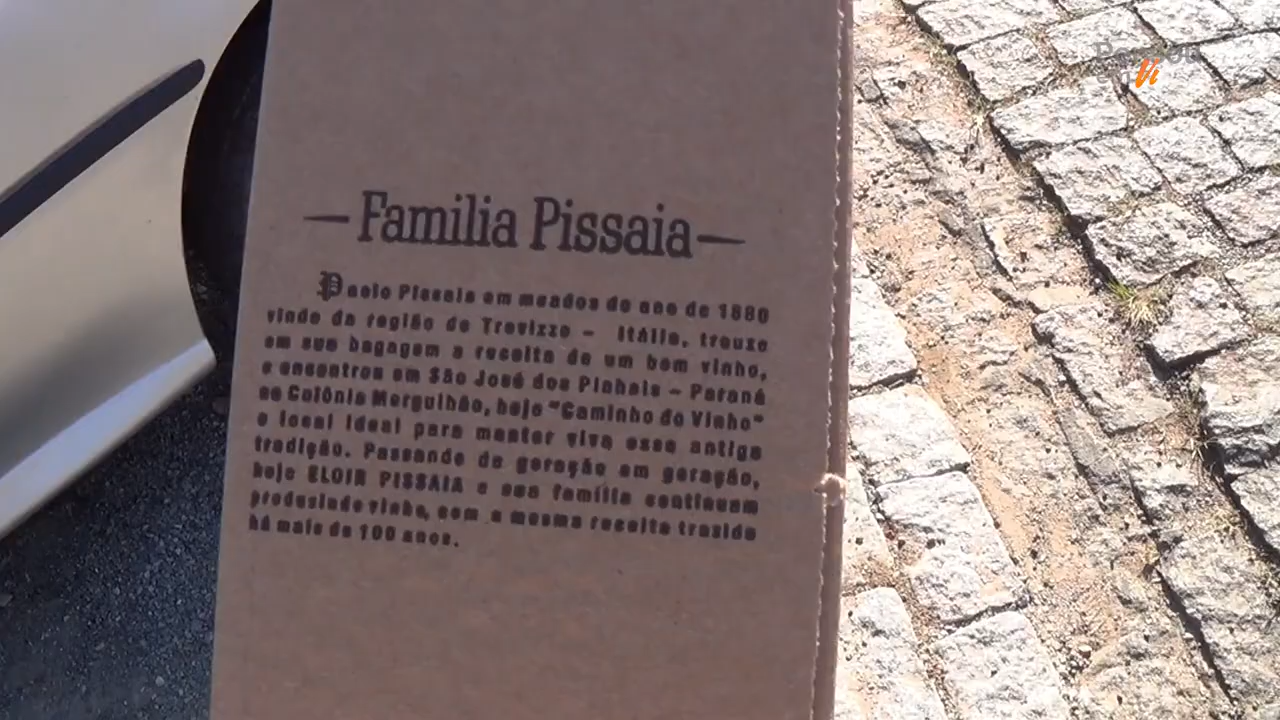 Familia Pissaia
Paolo Pissaia em meados do ano de 1880
vindo da região de Trevizzo - Itália, trouxe
em sua bagagem a receita de um bom vinho,
e encontrou em São José dos Pinhais - Paraná
na Colônia Mergulhão, hoje "Caminho do Vinho"
o local ideal para manter viva essa antiga
tradição. Passando de geração em geração,
hoje ELOIR PISSAIA e sua família continuam
produzindo vinho, com a mesma receita trazida
há mais de 100 anos.